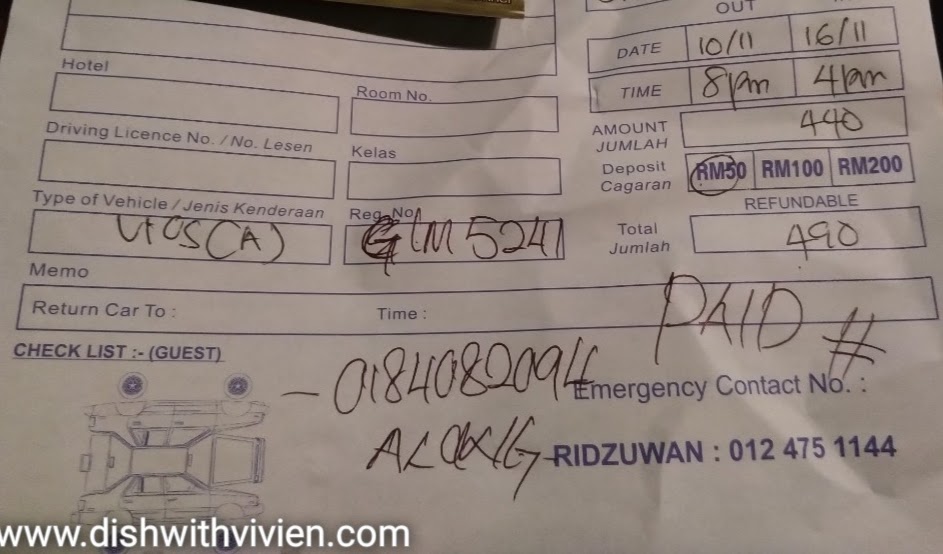 OUT
DATE 10/11 16/11
Hotel
Room No.
TIME 8pm 4pm
AMOUNT JUMLAH 440
Driving Licence No. / No. Lesen
Kelas
Deposit Cagaran RM50 RM100 RM200
REFUNDABLE
Type of Vehicle / Jenis Kenderaan
VIOS (A)
Reg. No
5241
Total Jumlah 490
Memo
Return Car To :
Time :
PAID #
CHECK LIST :- (GUEST)
- 0184082094
Emergency Contact No. :
RIDZUWAN : 012 475 1144
www.dishwithvivien.com